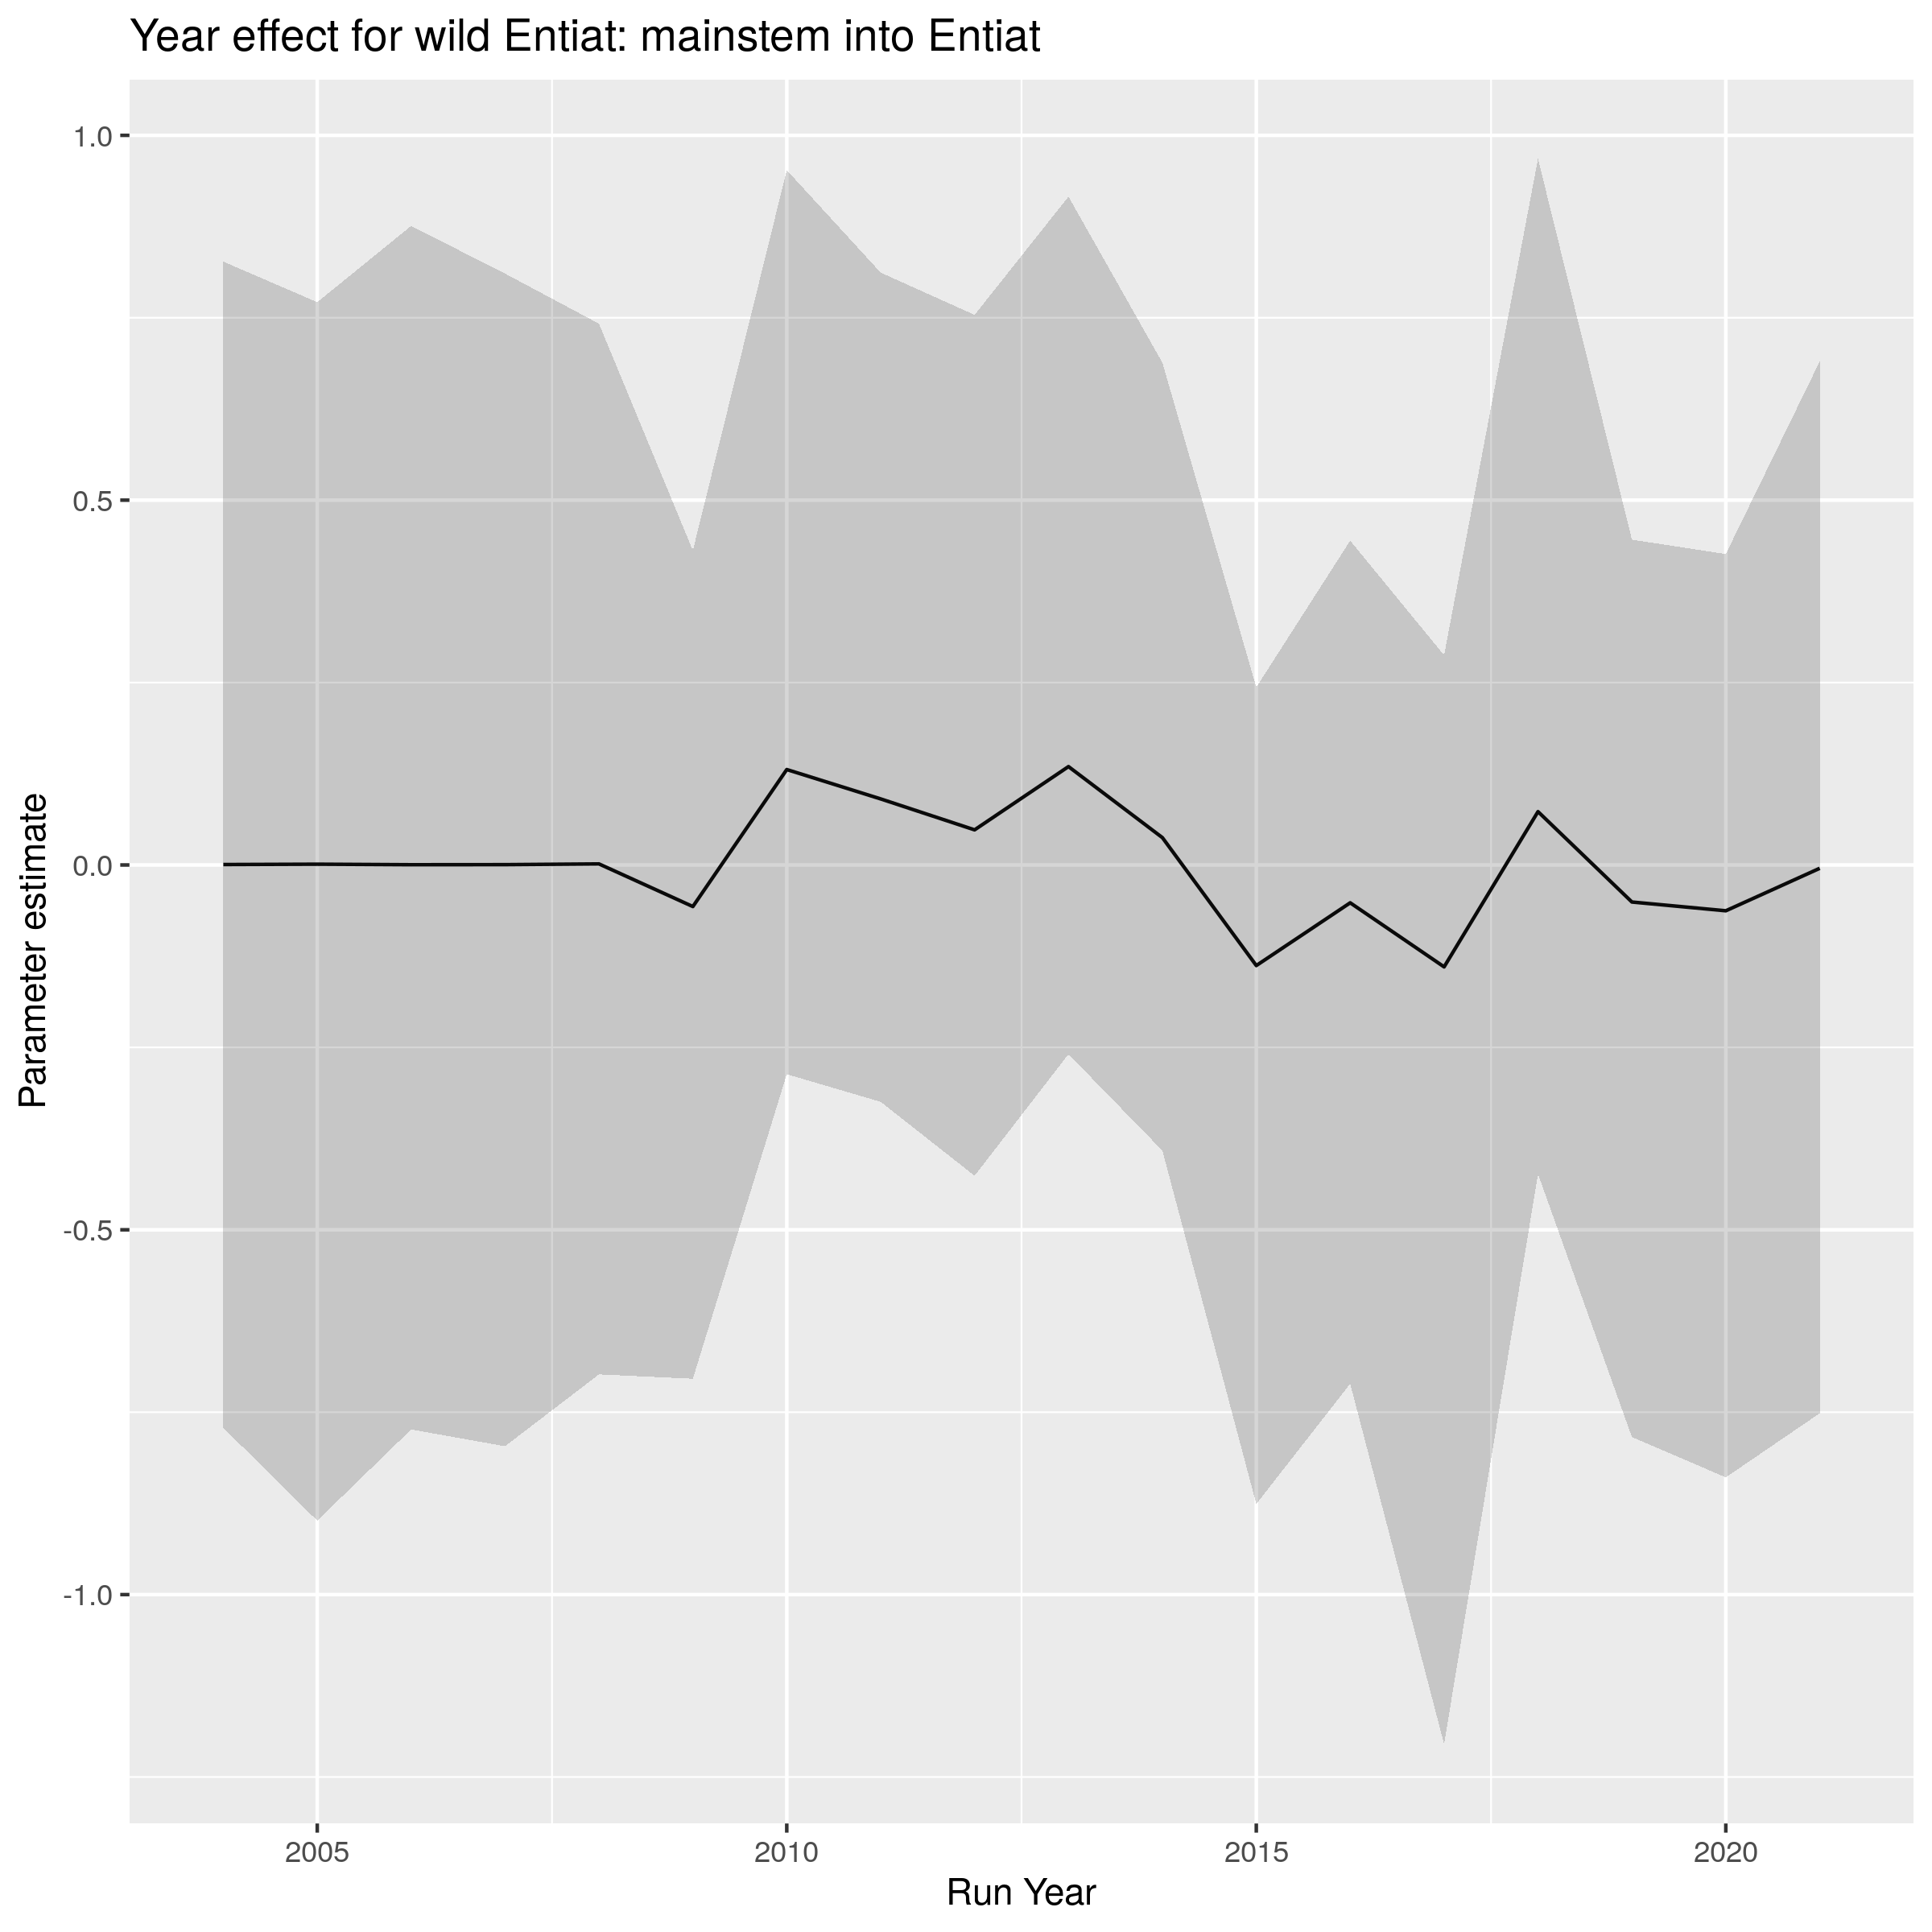 Year effect for wild Entiat: mainstem into Entiat
1.0
0.5
0.0
-0.5
-1.0
Parameter estimate
2005 2010 2015 2020
Run Year